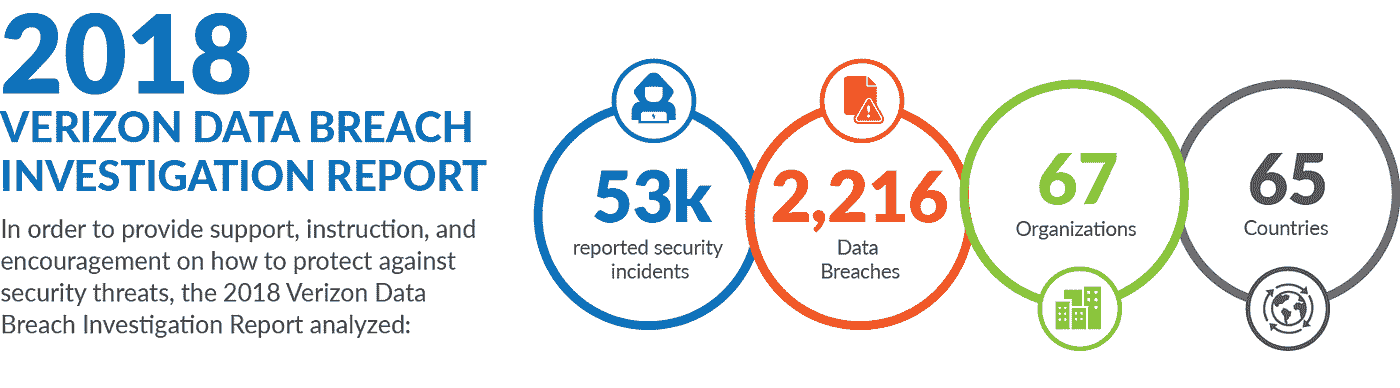 2018
VERIZON DATA BREACH
INVESTIGATION REPORT
In order to provide support, instruction, and
encouragement on how to protect against
security threats, the 2018 Verizon Data
Breach Investigation Report analyzed:
53k
reported security
incidents
2,216
Data
Breaches
67
Organizations
65
Countries